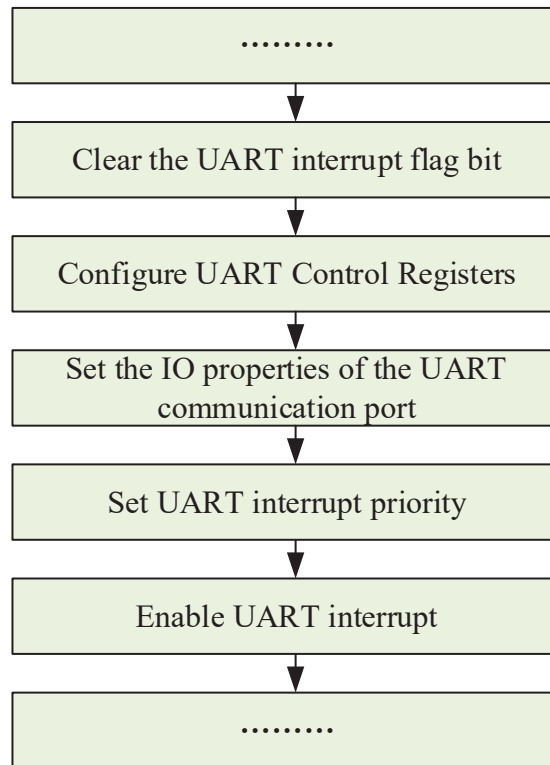 ………
Clear the UART interrupt flag bit
Configure UART Control Registers
Set the IO properties of the UART
communication port
Set UART interrupt priority
Enable UART interrupt
………